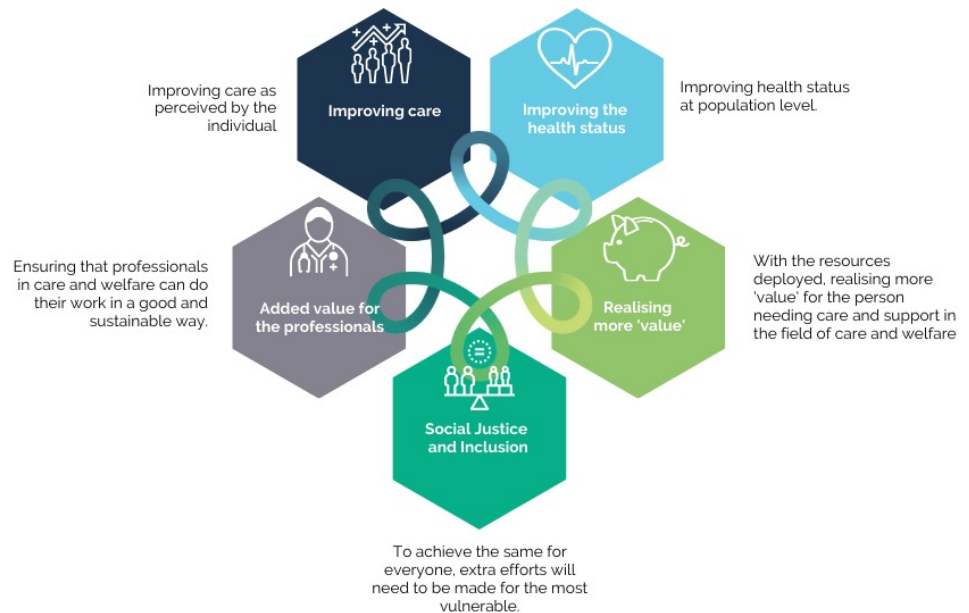 Improving care
Improving care as
perceived by the
individual
Improving the
health status
Improving health status
at population level.
Added value for
the professionals
Ensuring that professionals
in care and welfare can do
their work in a good and
sustainable way.
Realising
more 'value'
With the resources
deployed, realising more
'value' for the person
needing care and support in
the field of care and welfare
Social Justice
and Inclusion
To achieve the same for
everyone, extra efforts will
need to be made for the most
vulnerable.